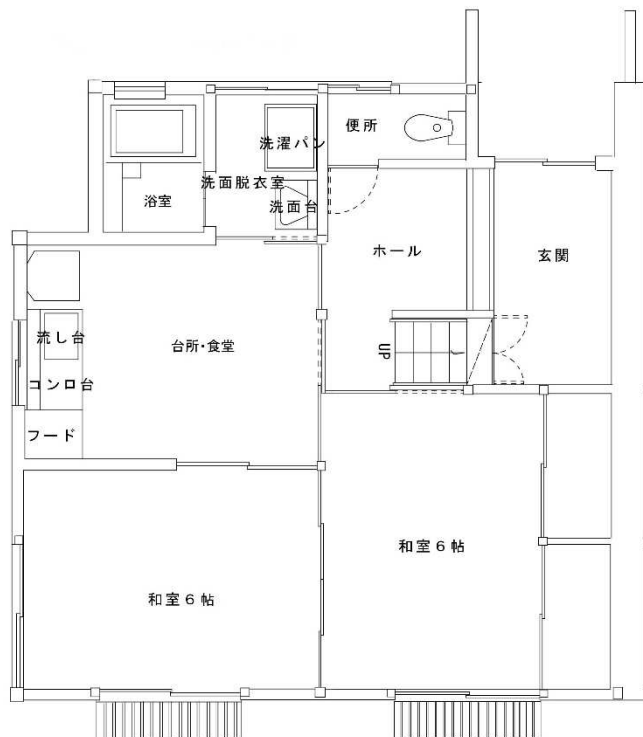 便所
洗濯パン
洗面脱衣室
浴室
洗面台
ホール
玄関
流し台
台所・食堂
UP
コンロ台
フード
和室６帖
和室６帖